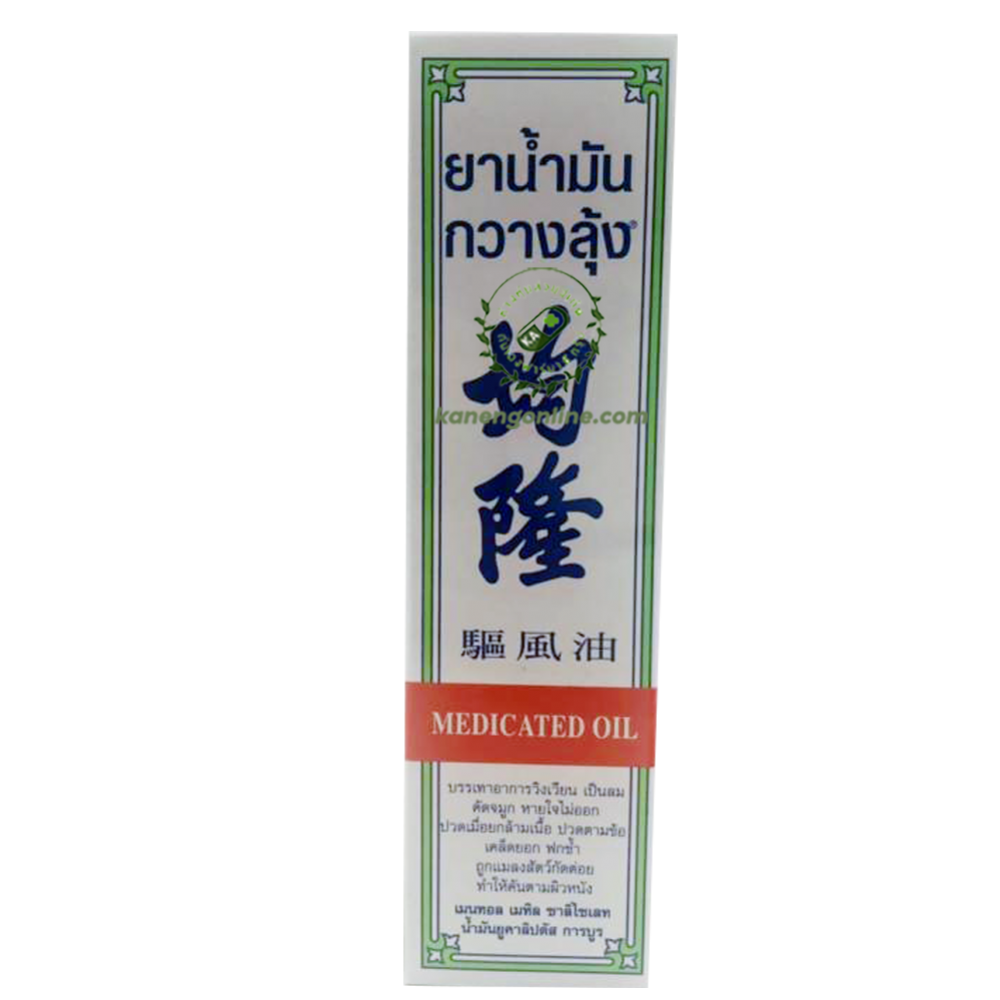 ยาน้ำมัน
กวางลุ้ง®
KA
kanengonline.com
隆
驅風油
MEDICATED OIL
บรรเทาอาการวิงเวียน เป็นลม
คัดจมูก หายใจไม่ออก
ปวดเมื่อยกล้ามเนื้อ ปวดตามข้อ
เคล็ดยอก ฟกช้ำ
ถูกแมลงสัตว์กัดต่อย
ทำให้คันตามผิวหนัง
เมนทอล เมทิล ซาลิไซเลท
น้ำมันยูคาลิปตัส การบูร